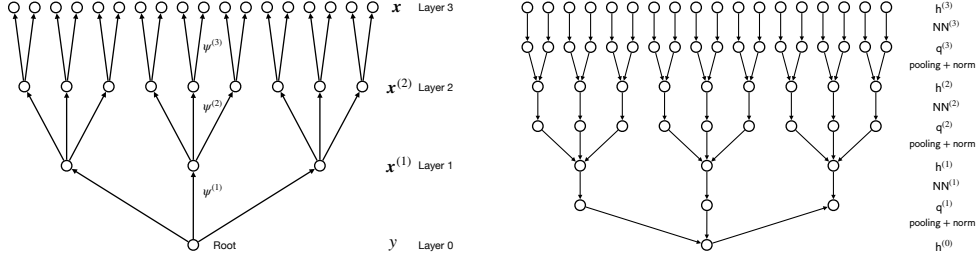 x Layer 3
ψ(3)
x(2) Layer 2
ψ(2)
x(1) Layer 1
ψ(1)
Root y Layer 0
h(3)
NN(3)
q(3)
pooling + norm
h(2)
NN(2)
q(2)
pooling + norm
h(1)
NN(1)
q(1)
pooling + norm
h(0)